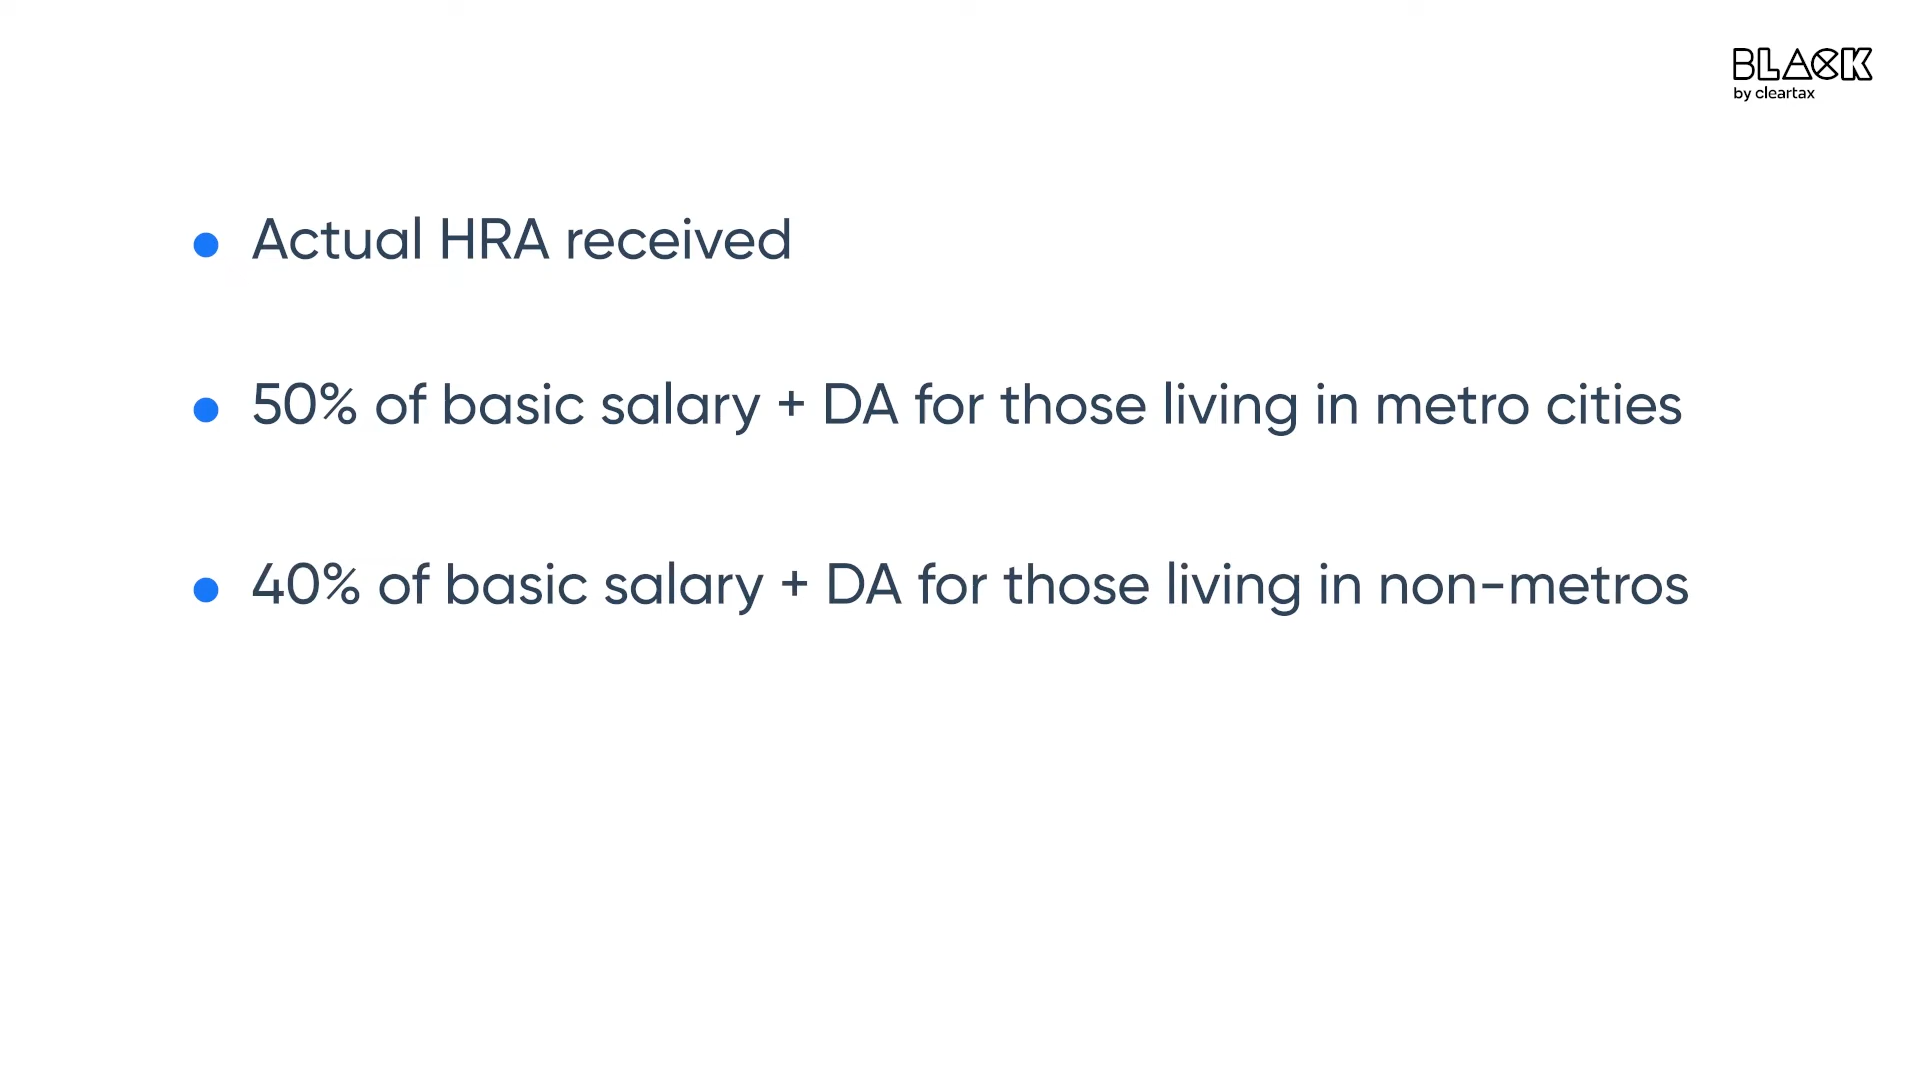 BLACK
by cleartax
Actual HRA received
50% of basic salary + DA for those living in metro cities
40% of basic salary + DA for those living in non-metros